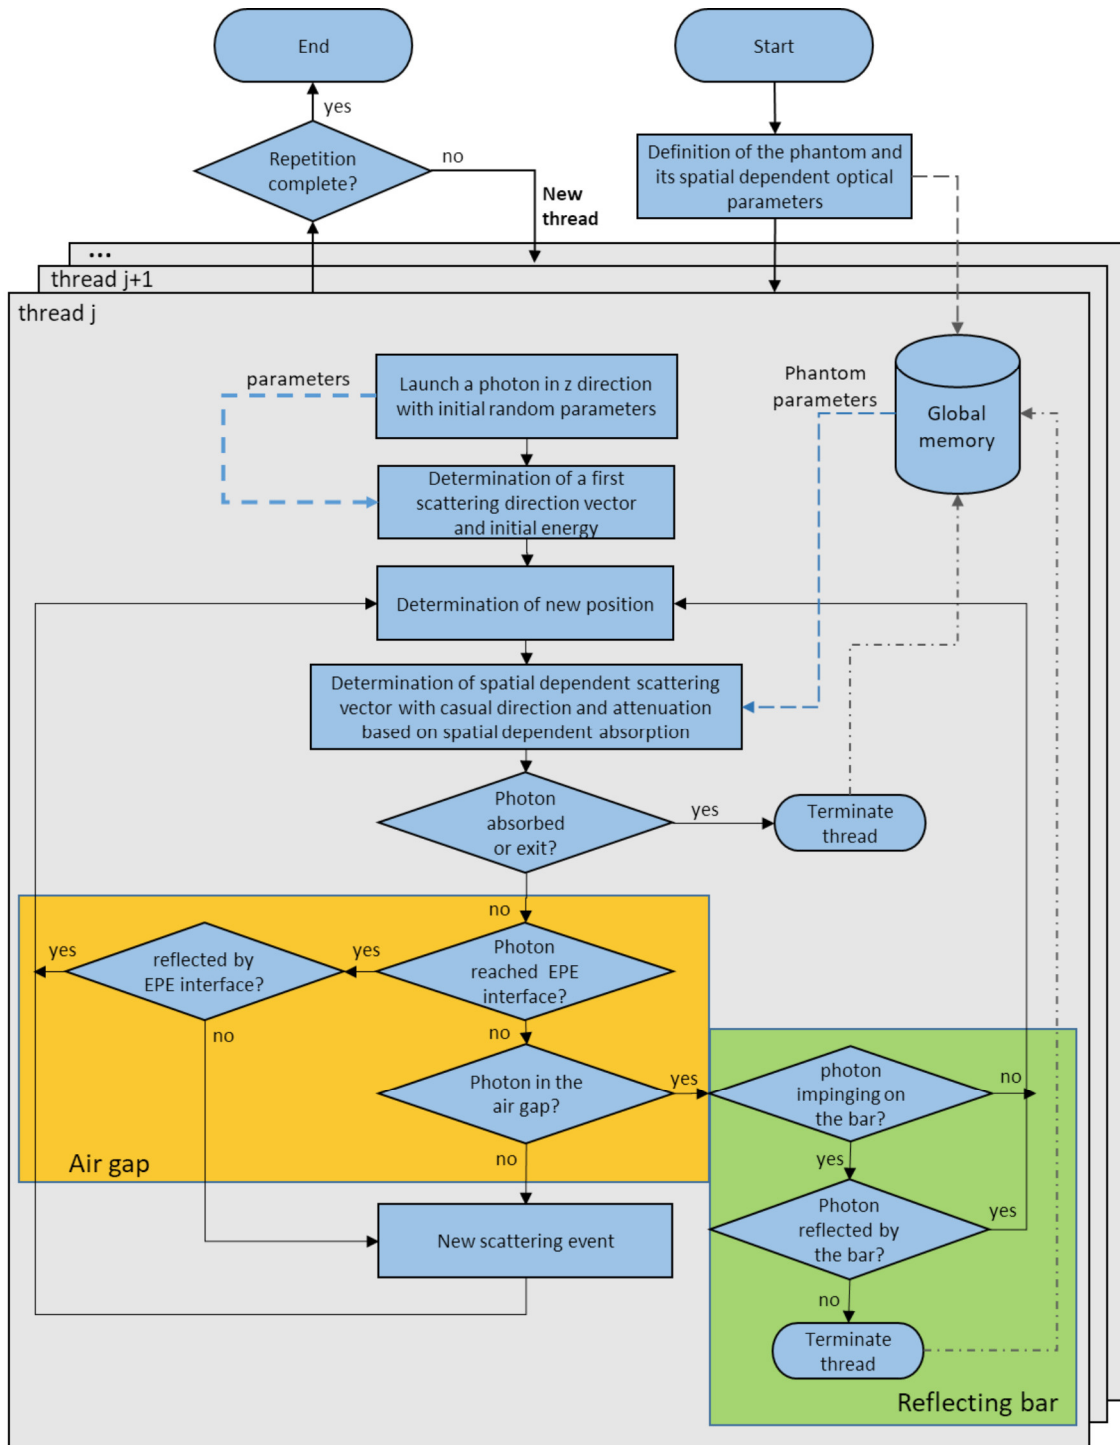 End
Start
yes
Repetition
complete?
no
New
thread
Definition of the phantom and
its spatial dependent optical
parameters
...
thread j+1
thread j
parameters
Launch a photon in z direction
with initial random parameters
Phantom
parameters
Global
memory
Determination of a first
scattering direction vector
and initial energy
Determination of new position
Determination of spatial dependent scattering
vector with casual direction and attenuation
based on spatial dependent absorption
Photon
absorbed
or exit?
yes
Terminate
thread
no
yes
reflected by
EPE interface?
yes
Photon
reached EPE
interface?
no
no
Photon in the
air gap?
yes
photon
impinging on
the bar?
no
Air gap
no
yes
New scattering event
Photon
reflected by
the bar?
yes
no
Terminate
thread
Reflecting bar